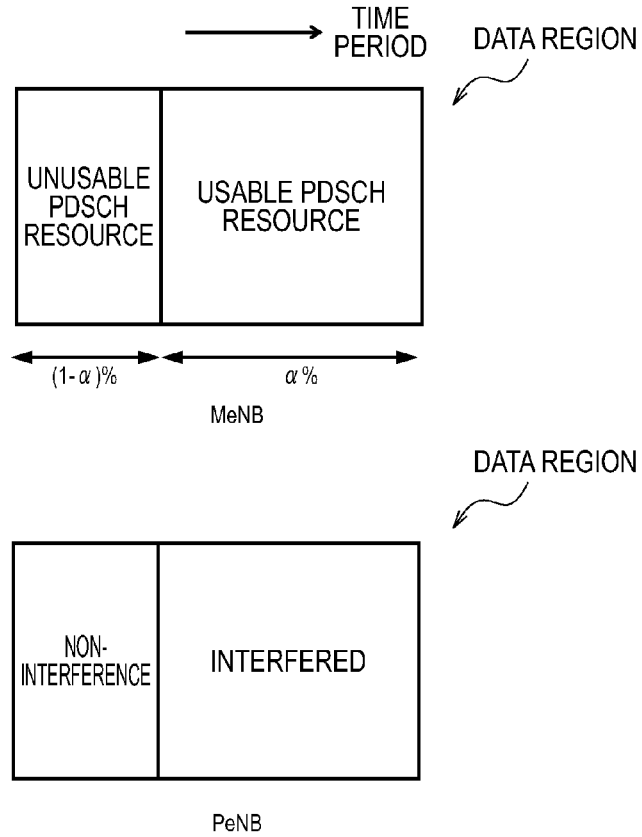 TIME
PERIOD
DATA REGION
UNUSABLE
PDSCH
RESOURCE
USABLE PDSCH
RESOURCE
(1-α)%
α%
MeNB
DATA REGION
NON-
INTERFERENCE
INTERFERED
PeNB